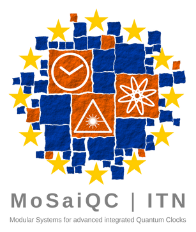 MoSaiQC | ITN
Modular Systems for advanced Integrated Quantum Clocks